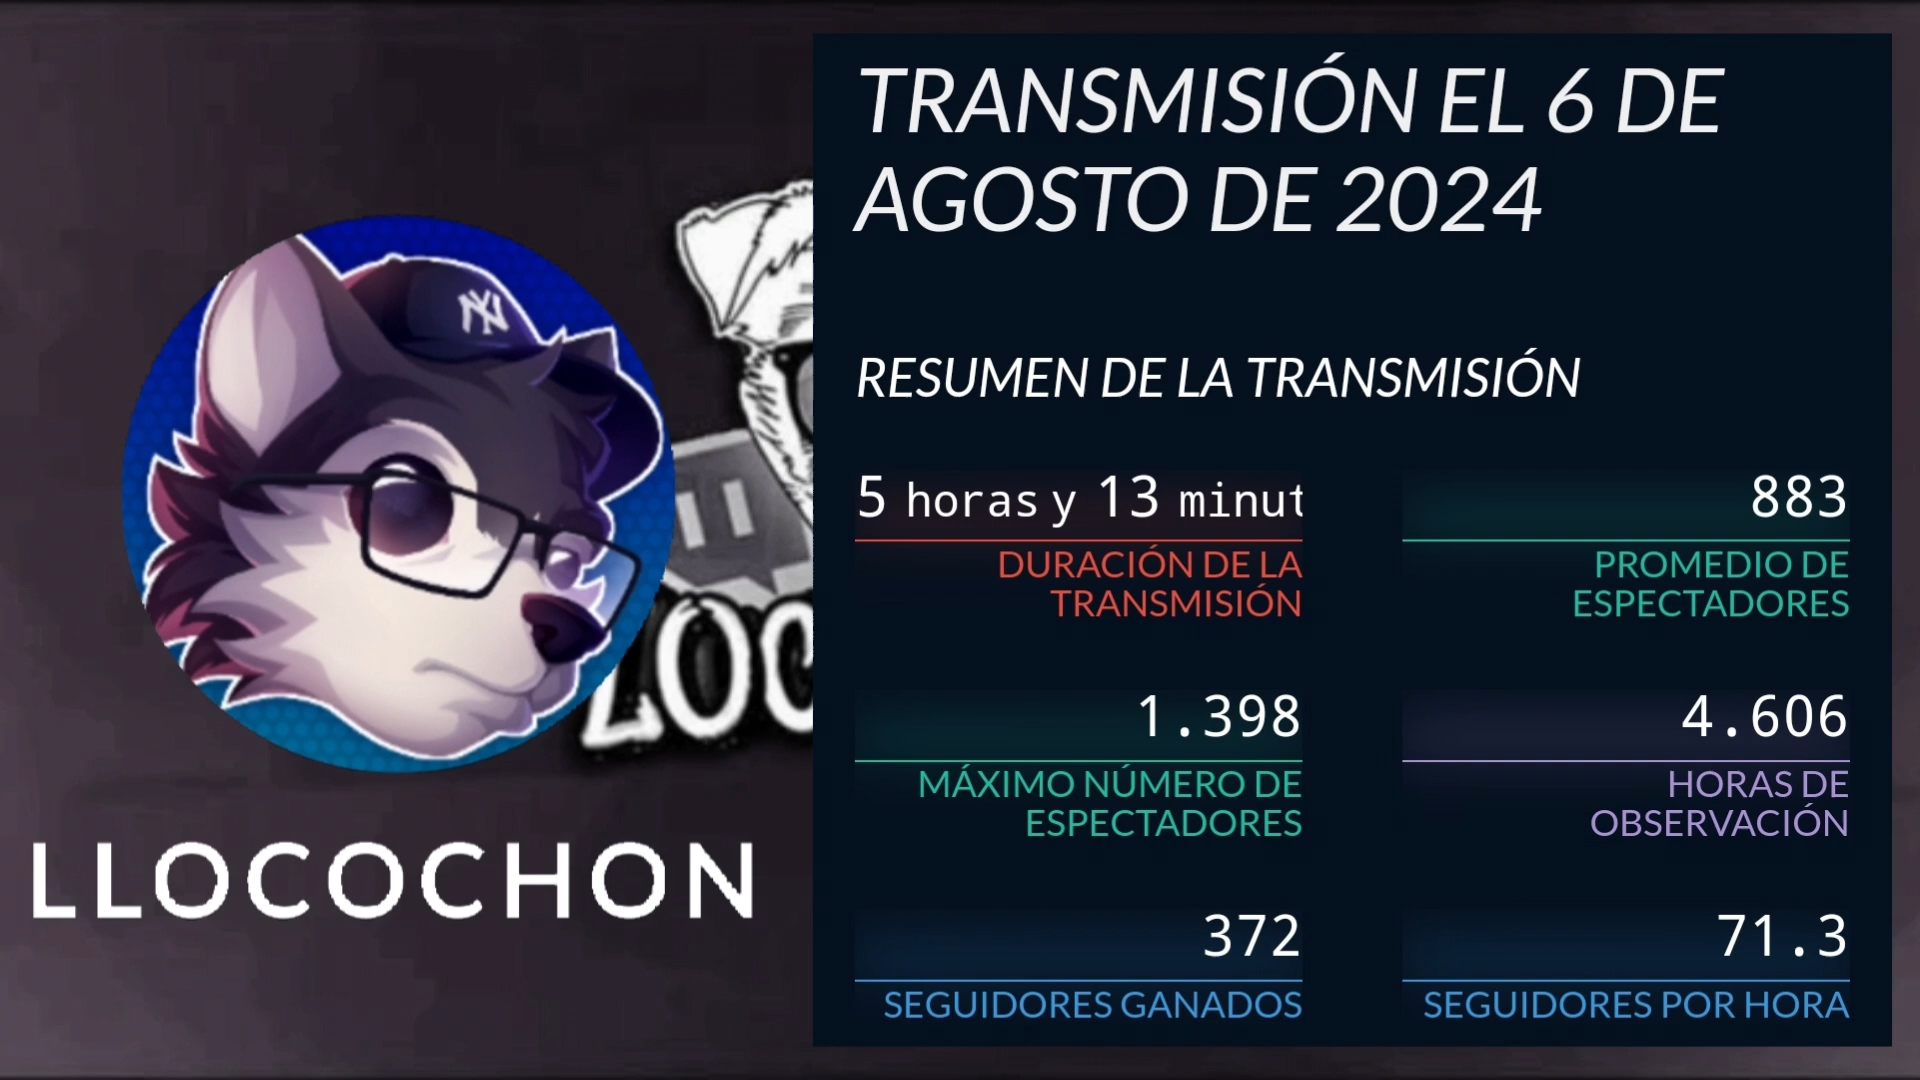 NY
LOC
LLOCOCHON
TRANSMISIÓN EL 6 DE
AGOSTO DE 2024
RESUMEN DE LA TRANSMISIÓN
5 horas y 13 minut
DURACIÓN DE LA
TRANSMISIÓN
883
PROMEDIO DE
ESPECTADORES
1.398
MÁXIMO NÚMERO DE
ESPECTADORES
4.606
HORAS DE
OBSERVACIÓN
372
SEGUIDORES GANADOS
71.3
SEGUIDORES POR HORA